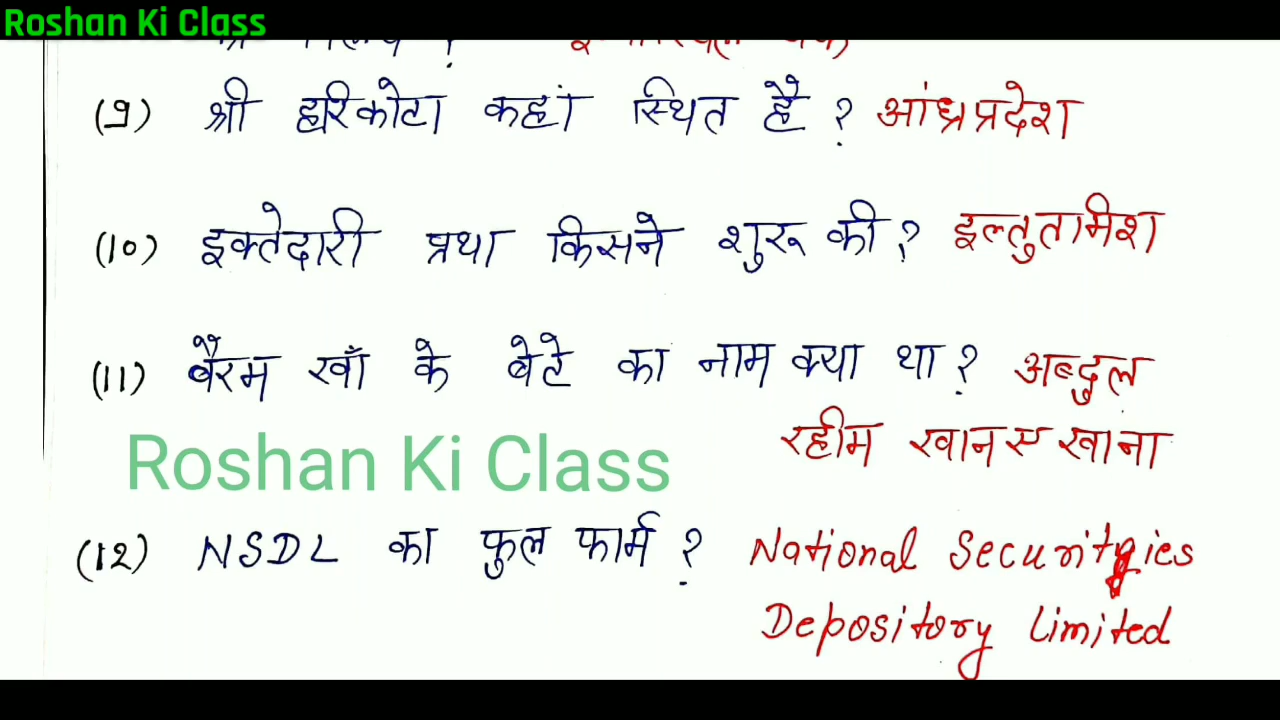 Roshan Ki Class
(9) श्री हरिकोटा कहां स्थित है ? आंध्रप्रदेश
(10) इक्तेदारी प्रथा किसने शुरू की ? इल्तुतमिश
(11) बैरम खाँ के बेटे का नाम क्या था ? अब्दुल
रहीम खानए खाना
Roshan Ki Class
(12) NSDL का फुल फार्म ? National Securities
Depository Limited